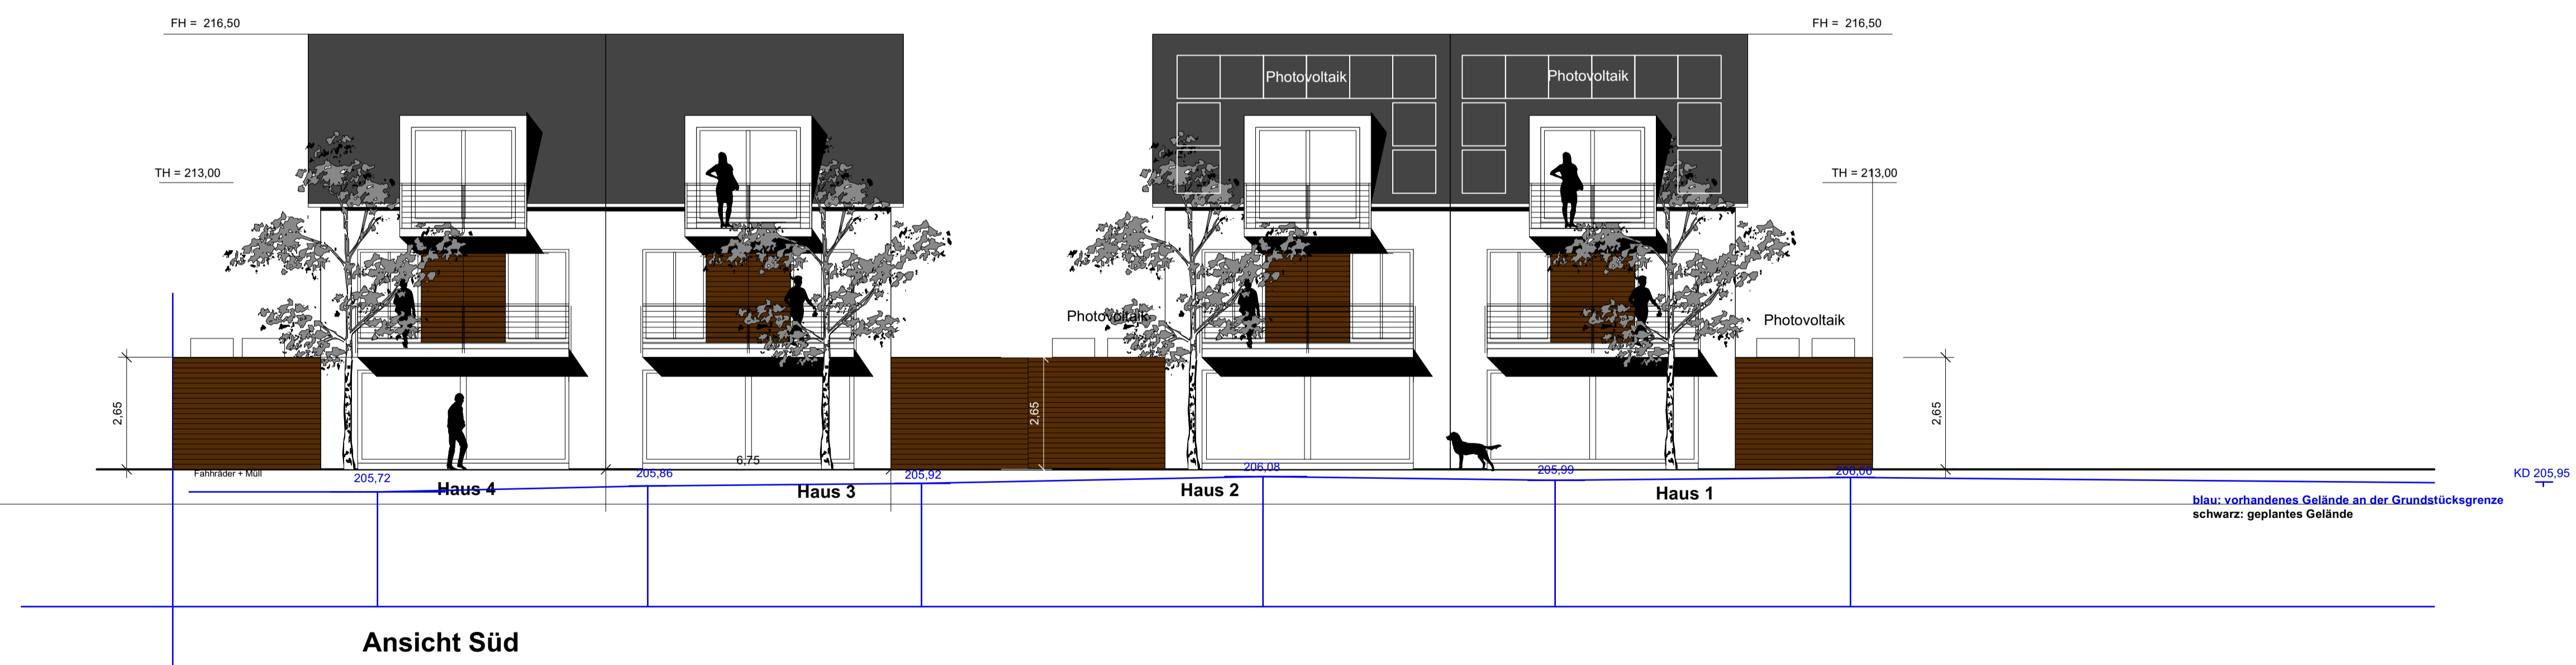 FH = 216,50
FH = 216,50
Photovoltaik
Photovoltaik
TH = 213,00
TH = 213,00
Photovoltaik
Photovoltaik
2,65
2,65
2,65
Fahhräder + Müll
6,75
205,72
205,86
205,92
206,08
205,99
206,06
KD 205,95
Haus 4
Haus 3
Haus 2
Haus 1
blau: vorhandenes Gelände an der Grundstücksgrenze
schwarz: geplantes Gelände
Ansicht Süd